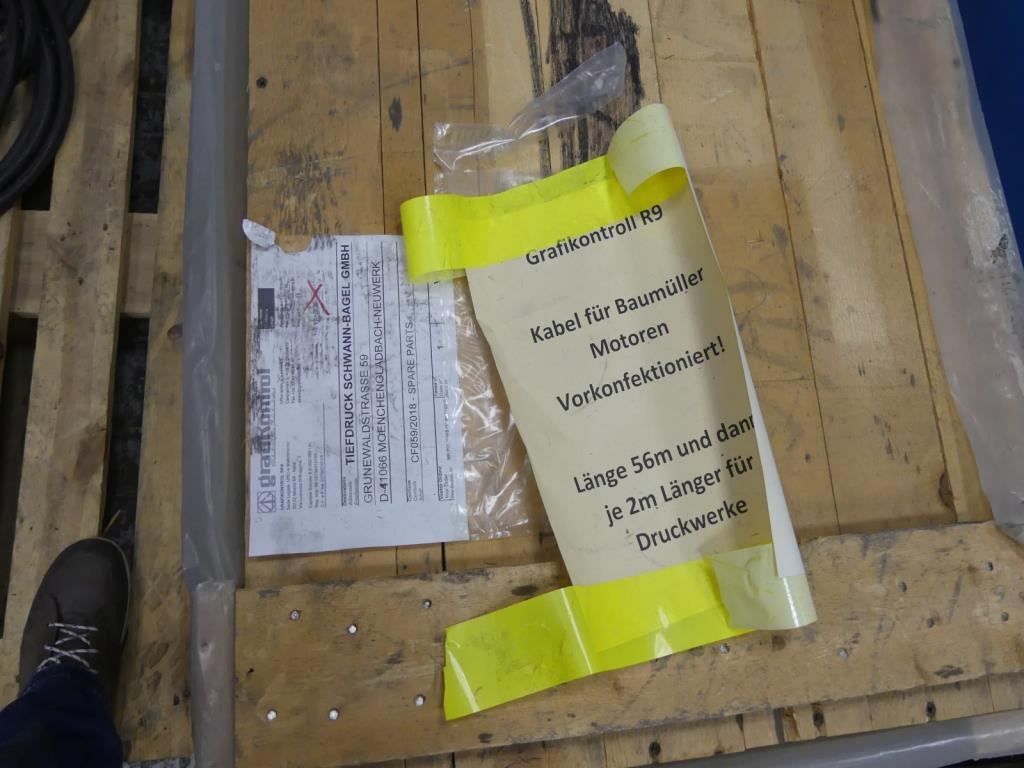 grafikontrol
TIEFDRUCK SCHWANN-BAGEL GMBH
GRUNEWALDSTRASSE 59
D-41066 MOENCHENGLADBACH-NEUWERK
CF059/2018 - SPARE PARTS
1
Grafikontroll R9
Kabel für Baumüller
Motoren
Vorkonfektioniert!
Länge 56m und dann
je 2m Länger für
Druckwerke